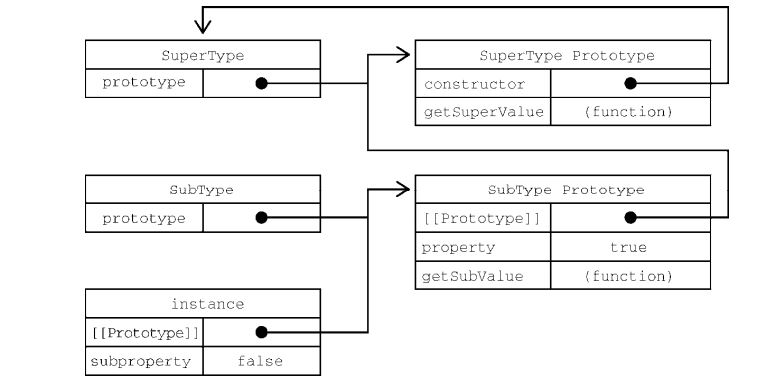 SuperType
prototype
SuperType Prototype
constructor
getSuperValue (function)
SubType
prototype
SubType Prototype
[[Prototype]]
property true
getSubValue (function)
instance
[[Prototype]]
subproperty false